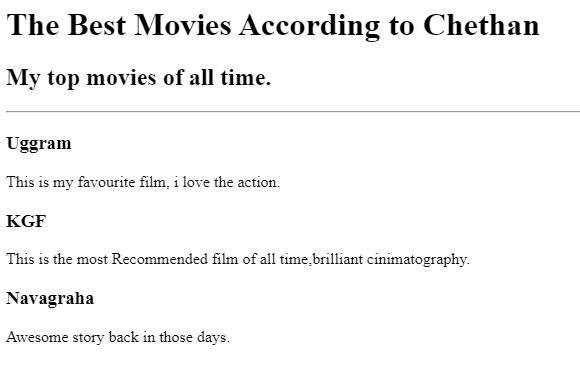 The Best Movies According to Chethan
My top movies of all time.
Uggram
This is my favourite film, i love the action.
KGF
This is the most Recommended film of all time,brilliant cinimatography.
Navagraha
Awesome story back in those days.